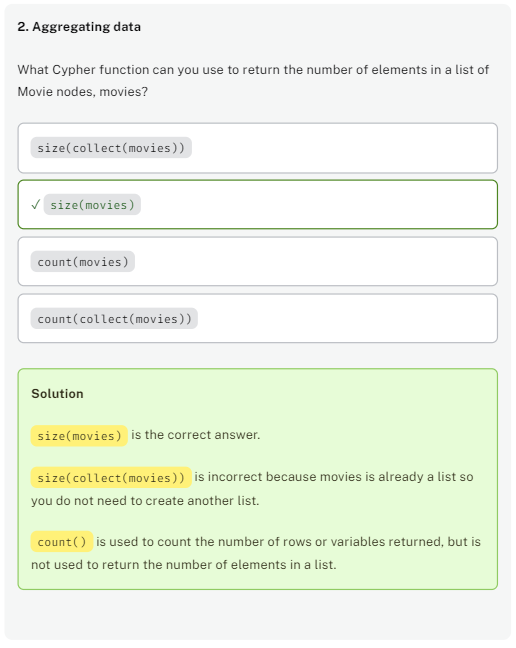 2. Aggregating data
What Cypher function can you use to return the number of elements in a list of
Movie nodes, movies?
size(collect(movies))
✓ size(movies)
count(movies)
count(collect(movies))
Solution
size(movies) is the correct answer.
size(collect(movies)) is incorrect because movies is already a list so
you do not need to create another list.
count() is used to count the number of rows or variables returned, but is
not used to return the number of elements in a list.